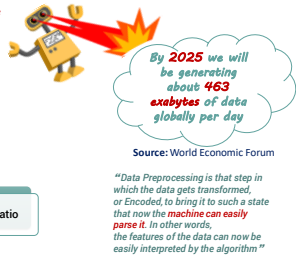 By 2025 we will
be generating
about 463
exabytes of data
globally per day
Source: World Economic Forum
“Data Preprocessing is that step in
which the data gets transformed,
or Encoded, to bring it to such a state
that now the machine can easily
parse it. In other words,
the features of the data can now be
easily interpreted by the algorithm”